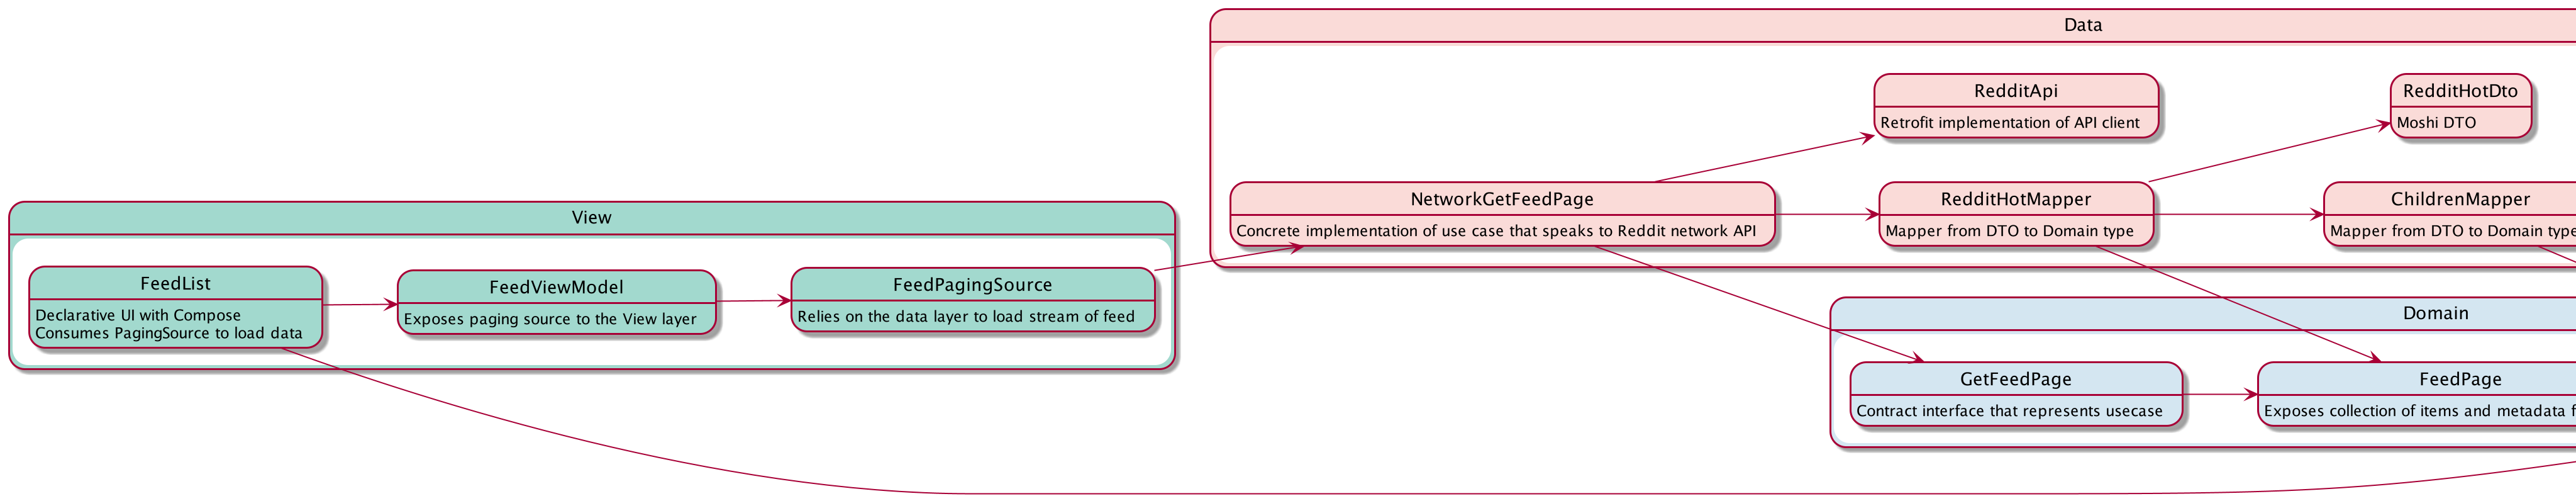 Data
RedditApi
Retrofit implementation of API client
RedditHotDto
Moshi DTO
NetworkGetFeedPage
Concrete implementation of use case that speaks to Reddit network API
RedditHotMapper
Mapper from DTO to Domain type
ChildrenMapper
Mapper from DTO to Domain type
View
FeedList
Declarative UI with Compose
Consumes PagingSource to load data
FeedViewModel
Exposes paging source to the View layer
FeedPagingSource
Relies on the data layer to load stream of feed
Domain
GetFeedPage
Contract interface that represents usecase
FeedPage
Exposes collection of items and metadata